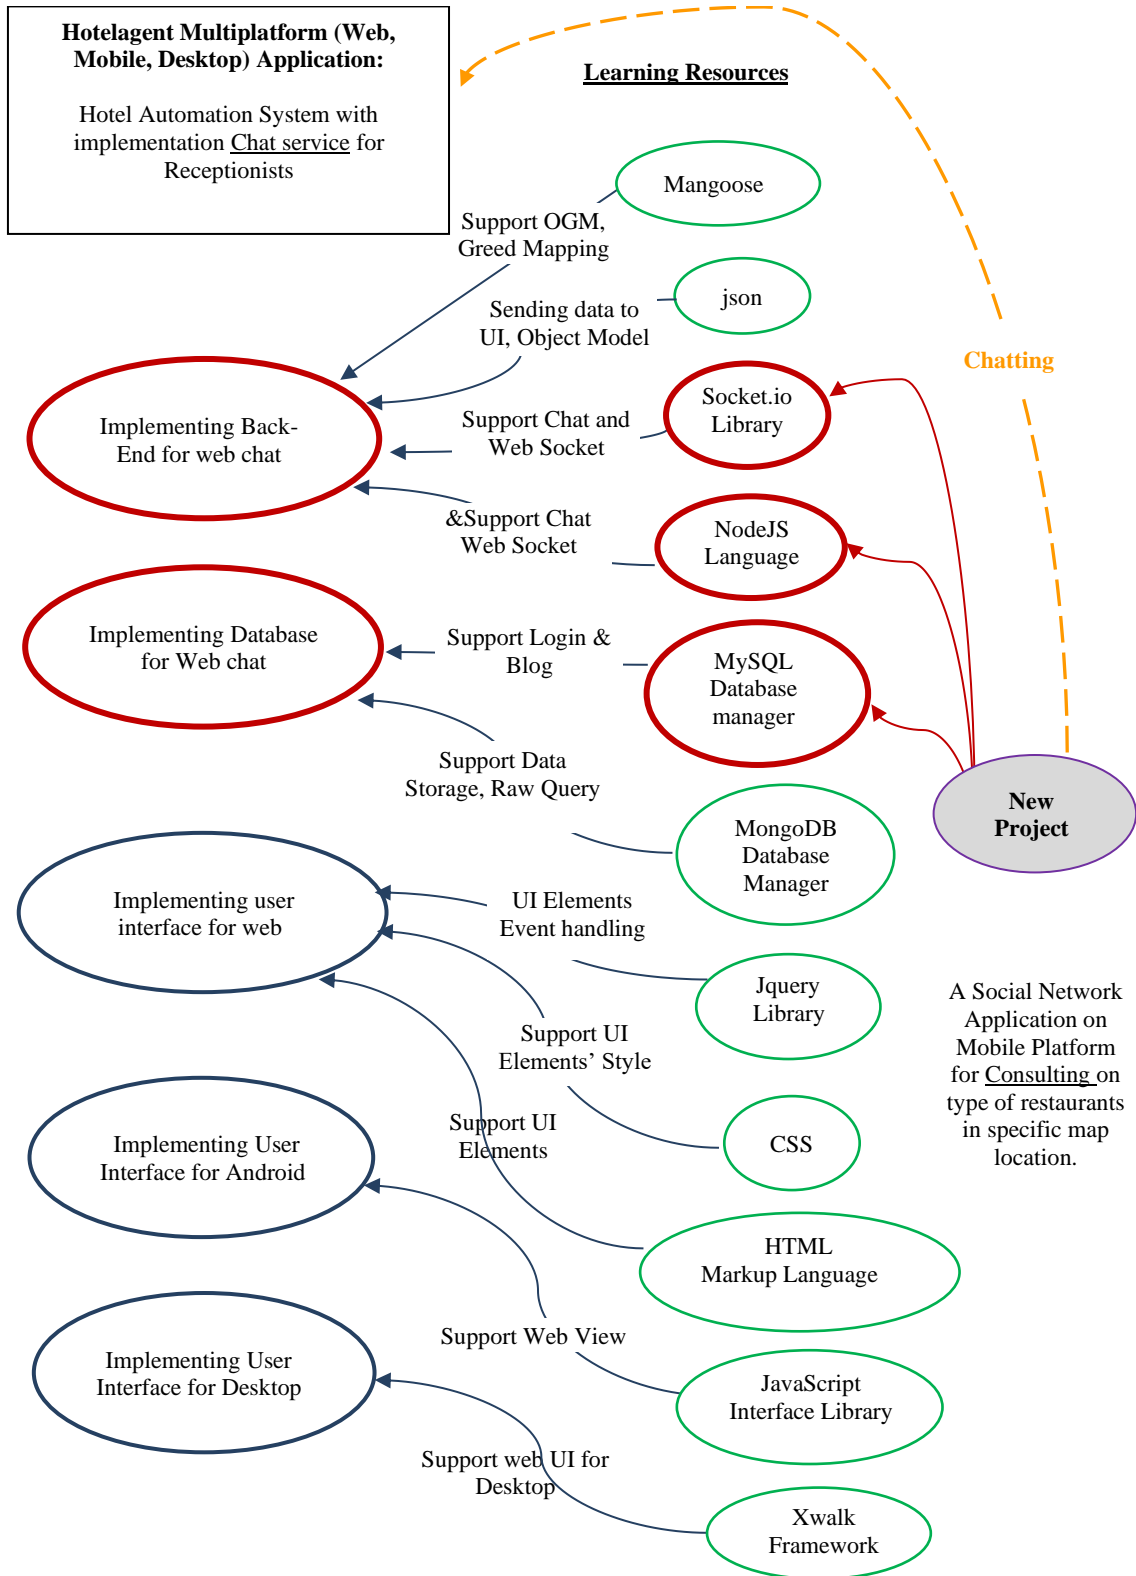 Hotelagent Multiplatform (Web,
Mobile, Desktop) Application:
Hotel Automation System with
implementation Chat service for
Receptionists
Learning Resources
Mangoose
Support OGM,
Greed Mapping
json
Sending data to
UI, Object Model
Chatting
Socket.io
Library
Support Chat and
Web Socket
Implementing Back-
End for web chat
&Support Chat
Web Socket
NodeJS
Language
Implementing Database
for Web chat
Support Login &
Blog
MySQL
Database
manager
Support Data
Storage, Raw Query
New
Project
MongoDB
Database
Manager
Implementing user
interface for web
UI Elements
Event handling
Jquery
Library
A Social Network
Application on
Mobile Platform
for Consulting on
type of restaurants
in specific map
location.
Support UI
Elements’ Style
Support UI
Elements
CSS
Implementing User
Interface for Android
HTML
Markup Language
Support Web View
Implementing User
Interface for Desktop
JavaScript
Interface Library
Support web UI for
Desktop
Xwalk
Framework